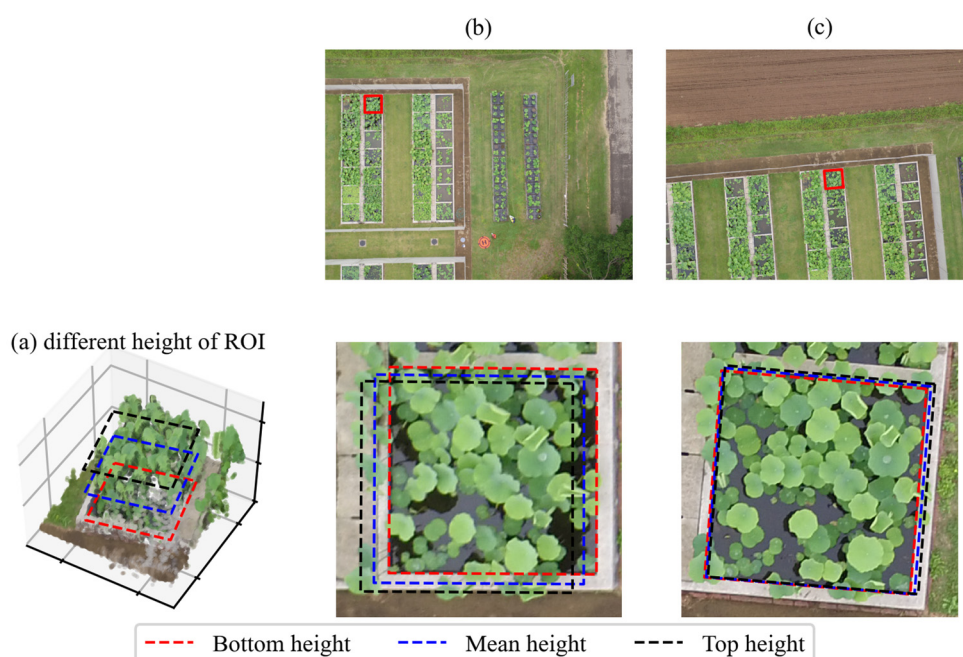 (b)
(c)
(a) different height of ROI
Bottom height
Mean height
Top height